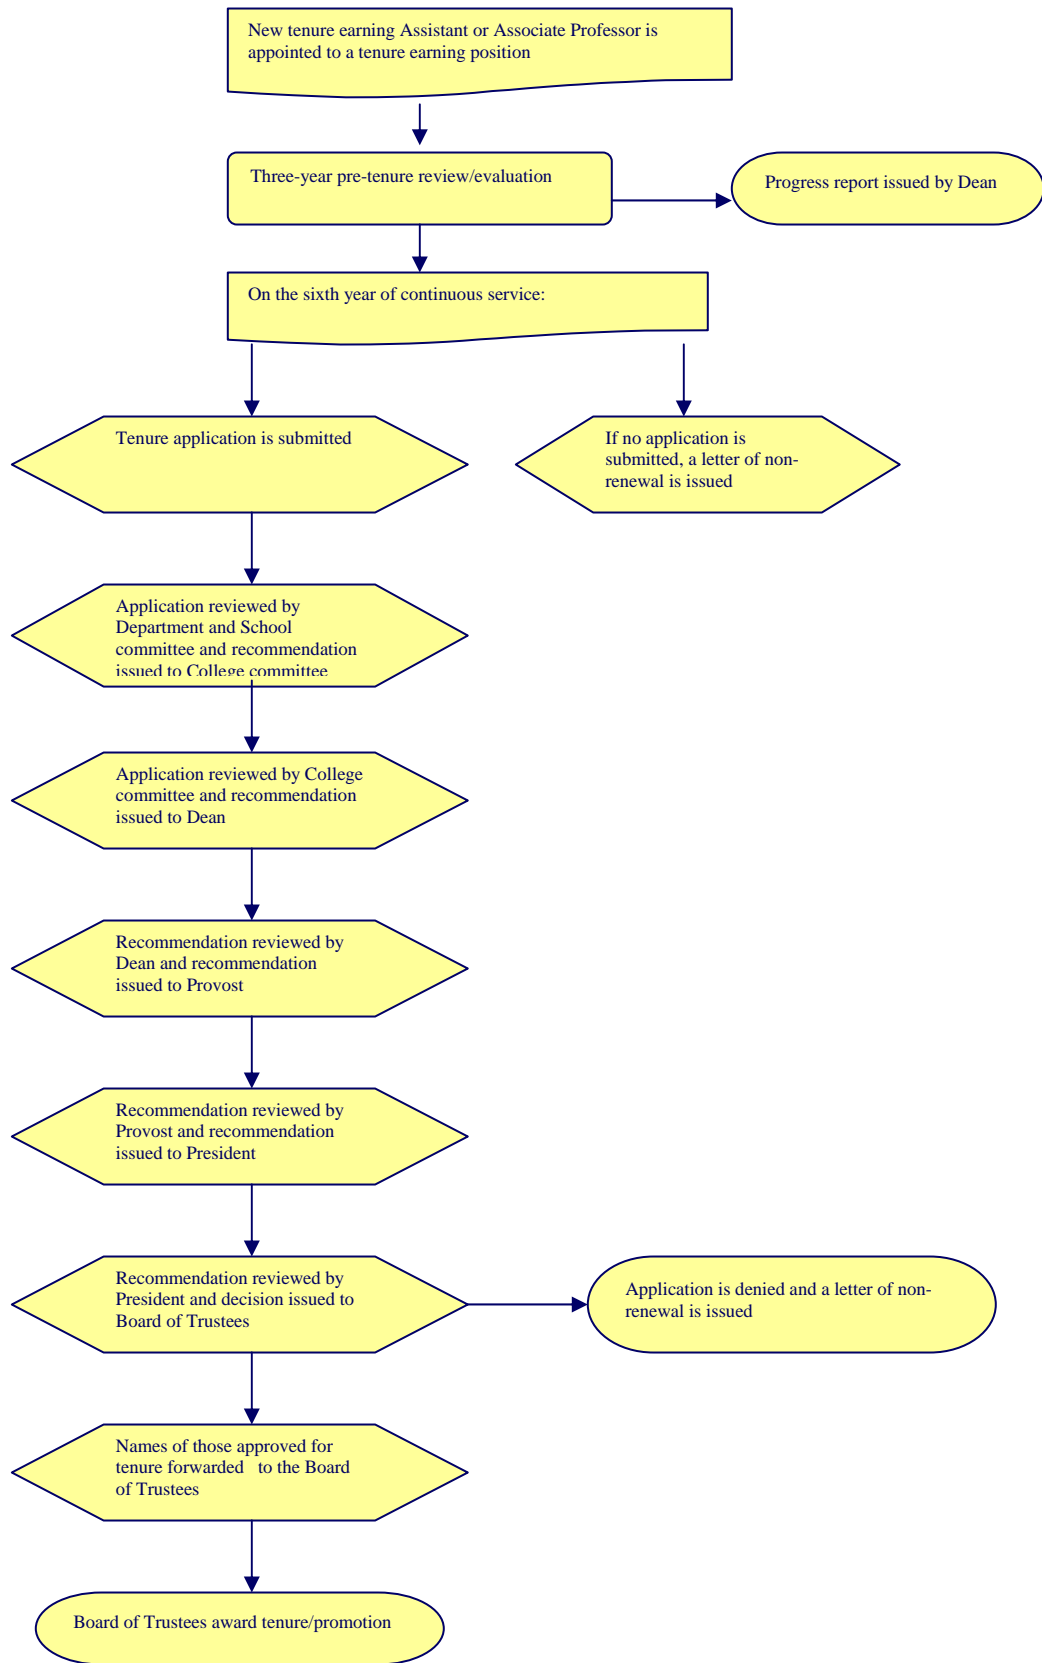 New tenure earning Assistant or Associate Professor is
appointed to a tenure earning position
Three-year pre-tenure review/evaluation
Progress report issued by Dean
On the sixth year of continuous service:
Tenure application is submitted
If no application is
submitted, a letter of non-
renewal is issued
Application reviewed by
Department and School
committee and recommendation
issued to College committee
Application reviewed by College
committee and recommendation
issued to Dean
Recommendation reviewed by
Dean and recommendation
issued to Provost
Recommendation reviewed by
Provost and recommendation
issued to President
Recommendation reviewed by
President and decision issued to
Board of Trustees
Application is denied and a letter of non-
renewal is issued
Names of those approved for
tenure forwarded   to the Board
of Trustees
Board of Trustees award tenure/promotion